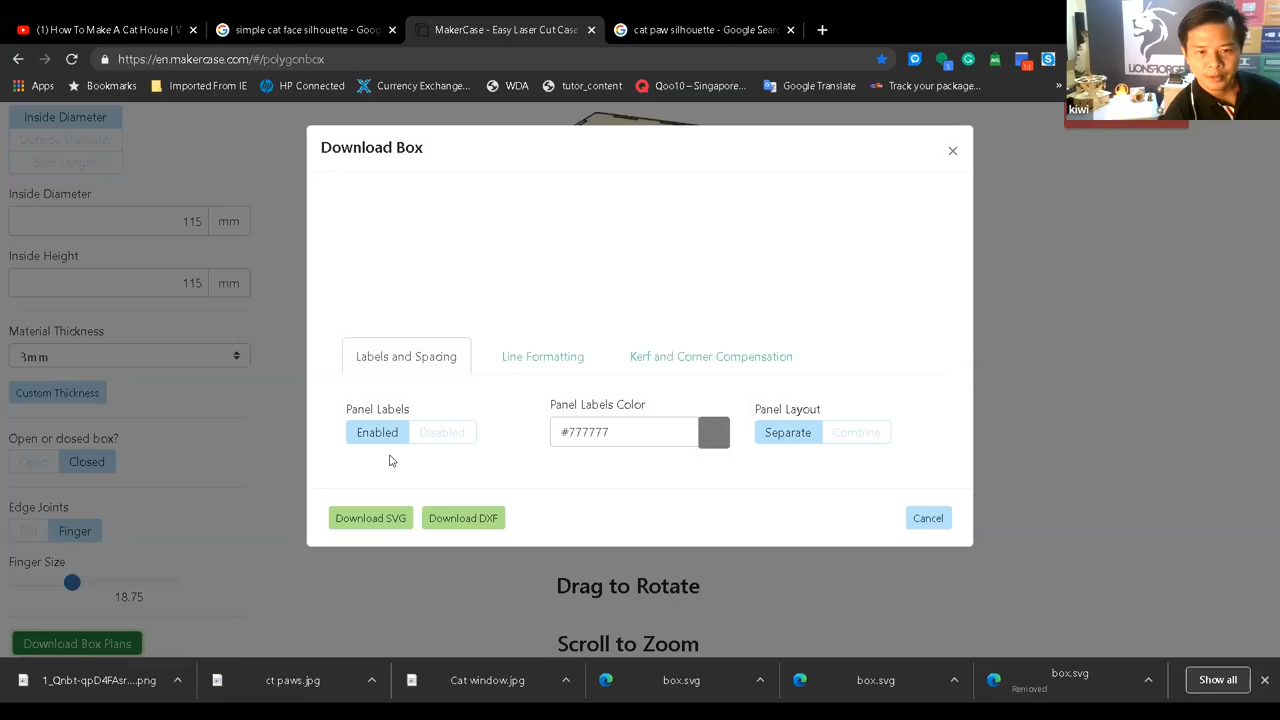 (1) How To Make A Cat House | V
simple cat face silhouette - Goog
MakerCase - Easy Laser Cut Case
cat paw silhouette - Google Searc
https://en.makercase.com/#/polygonbox
Apps
Bookmarks
Imported From IE
HP Connected
Currency Exchange...
WDA
tutor_content
Qoo10 – Singapore...
Google Translate
Track your package...
»
LIONSFORGE
kiwi
Inside Diameter
Outside Diameter
Side Length
Inside Diameter
115 mm
Inside Height
115 mm
Material Thickness
3mm
Custom Thickness
Open or closed box?
Open Closed
Edge Joints
Flat Finger
Finger Size
18.75
Download Box Plans
Download Box
Labels and Spacing
Line Formatting
Kerf and Corner Compensation
Panel Labels
Enabled Disabled
Panel Labels Color
#777777
Panel Layout
Separate Combine
Download SVG
Download DXF
Cancel
Drag to Rotate
Scroll to Zoom
1_Qnbt-qpD4FAsr....png
ct paws.jpg
Cat window.jpg
box.svg
box.svg
box.svg
Removed
Show all